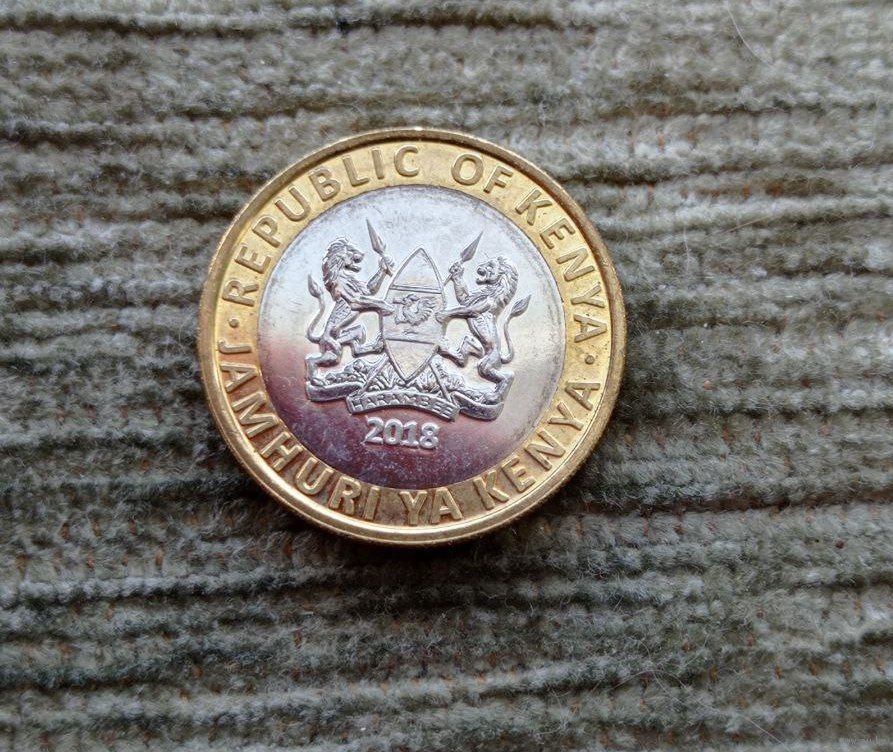 REPUBLIC OF KENYA
HARAMBEE
2018
JAMHURI YA KENYA